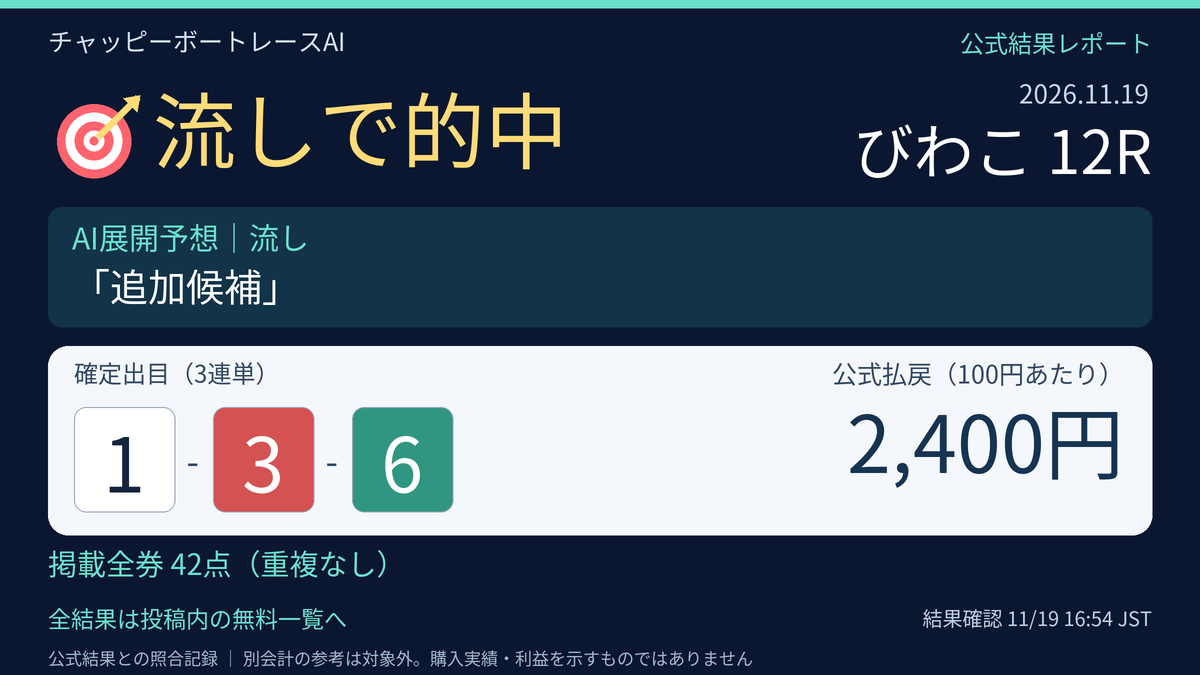 チャッピーボートレースAI
公式結果レポート
2026.11.19
流しで的中
びわこ 12R
AI展開予想｜流し
「追加候補」
確定出目（3連単）
公式払戻（100円あたり）
1 - 3 - 6
2,400円
掲載全券 42点（重複なし）
全結果は投稿内の無料一覧へ
結果確認 11/19 16:54 JST
公式結果との照合記録｜別会計の参考は対象外。購入実績・利益を示すものではありません